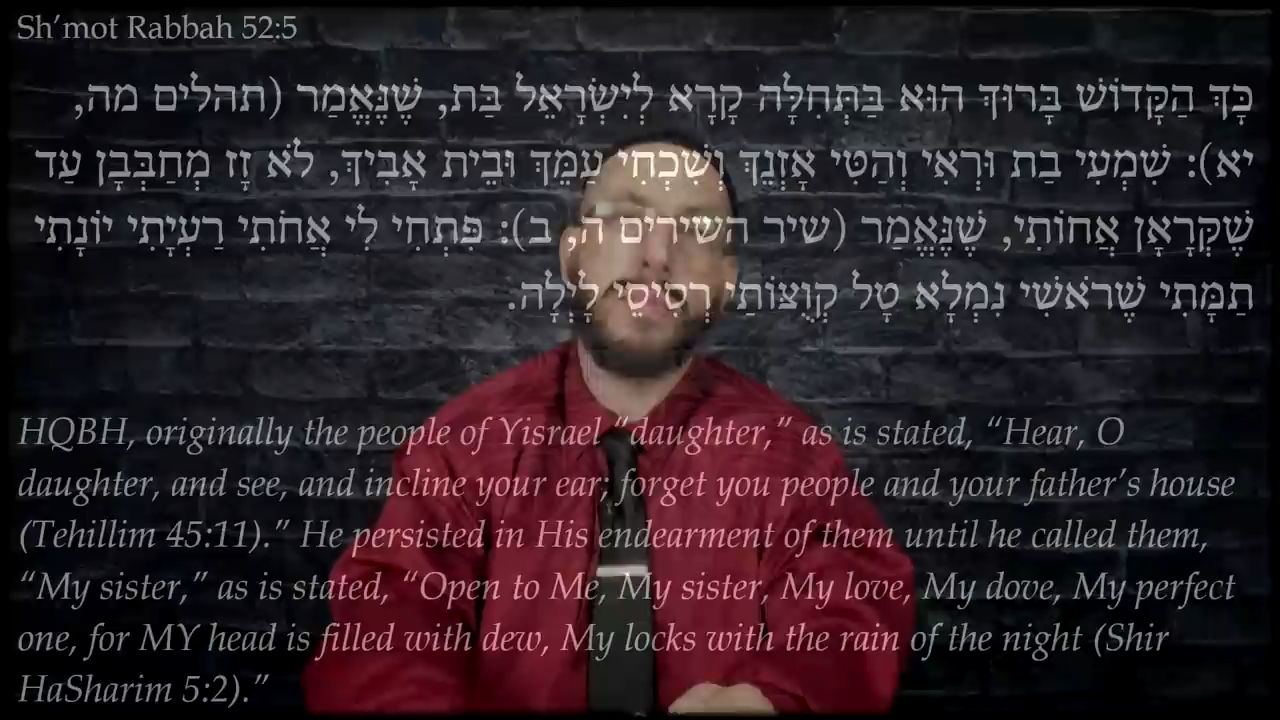 Sh’mot Rabbah 52:5
כָּךְ הַקָּדוֹשׁ בָּרוּךְ הוּא בַּתְּחִלָּה קָרָא לְיִשְׂרָאֵל בַּת, שֶׁנֶּאֱמַר (תהלים מה,
יא): שִׁמְעִי בַת וּרְאִי וְהַטִּי אָזְנֵךְ וְשִׁכְחִי עַמֵּךְ וּבֵית אָבִיךְ, לֹא זָז מְחַבְּבָן עַד
שֶׁקְּרָאָן אֲחוֹתִי, שֶׁנֶּאֱמַר (שיר השירים ה, ב): פִּתְחִי לִי אֲחֹתִי רַעְיָתִי יוֹנָתִי
תַמָּתִי שֶׁרֹאשִׁי נִמְלָא טָל קְוֻצּוֹתַי רְסִיסֵי לָיְלָה.
HQBH, originally the people of Yisrael “daughter,” as is stated, “Hear, O
daughter, and see, and incline your ear; forget you people and your father’s house
(Tehillim 45:11).” He persisted in His endearment of them until he called them,
“My sister,” as is stated, “Open to Me, My sister, My love, My dove, My perfect
one, for MY head is filled with dew, My locks with the rain of the night (Shir
HaSharim 5:2).”